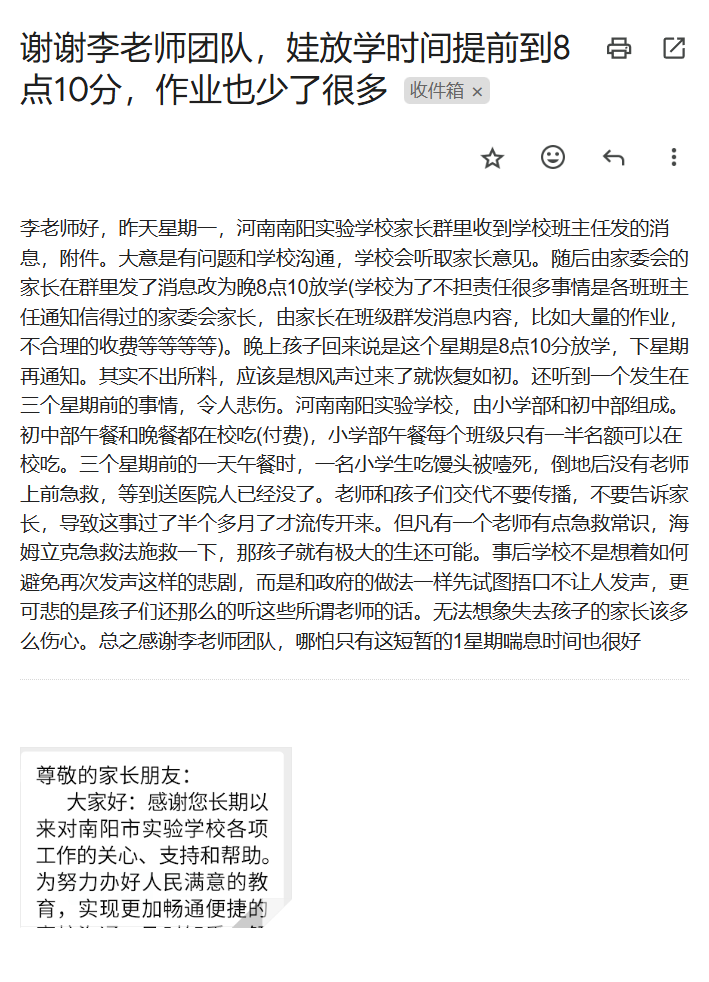 谢谢李老师团队，娃放学时间提前到8
点10分，作业也少了很多 收件箱 ×
李老师好，昨天星期一，河南南阳实验学校家长群里收到学校班主任发的消
息，附件。大意是有问题和学校沟通，学校会听取家长意见。随后由家委会的
家长在群里发了消息改为晚8点10放学(学校为了不担责任很多事情是各班班主
任通知信得过的家委会家长，由家长在班级群发消息内容，比如大量的作业，
不合理的收费等等等等)。晚上孩子回来说是这个星期是8点10分放学，下星期
再通知。其实不出所料，应该是想风声过来了就恢复如初。还听到一个发生在
三个星期前的事情，令人悲伤。河南南阳实验学校，由小学部和初中部组成。
初中部午餐和晚餐都在校吃(付费)，小学部午餐每个班级只有一半名额可以在
校吃。三个星期前的一天午餐时，一名小学生吃馒头被噎死，倒地后没有老师
上前急救，等到送医院人已经没了。老师和孩子们交代不要传播，不要告诉家
长，导致这事过了半个多月了才流传开来。但凡有一个老师有点急救常识，海
姆立克急救法施救一下，那孩子就有极大的生还可能。事后学校不是想着如何
避免再次发声这样的悲剧，而是和政府的做法一样先试图捂口不让人发声，更
可悲的是孩子们还那么的听这些所谓老师的话。无法想象失去孩子的家长该多
么伤心。总之感谢李老师团队，哪怕只有这短暂的1星期喘息时间也很好
尊敬的家长朋友：
大家好：感谢您长期以
来对南阳市实验学校各项
工作的关心、支持和帮助。
为努力办好人民满意的教
育，实现更加畅通便捷的